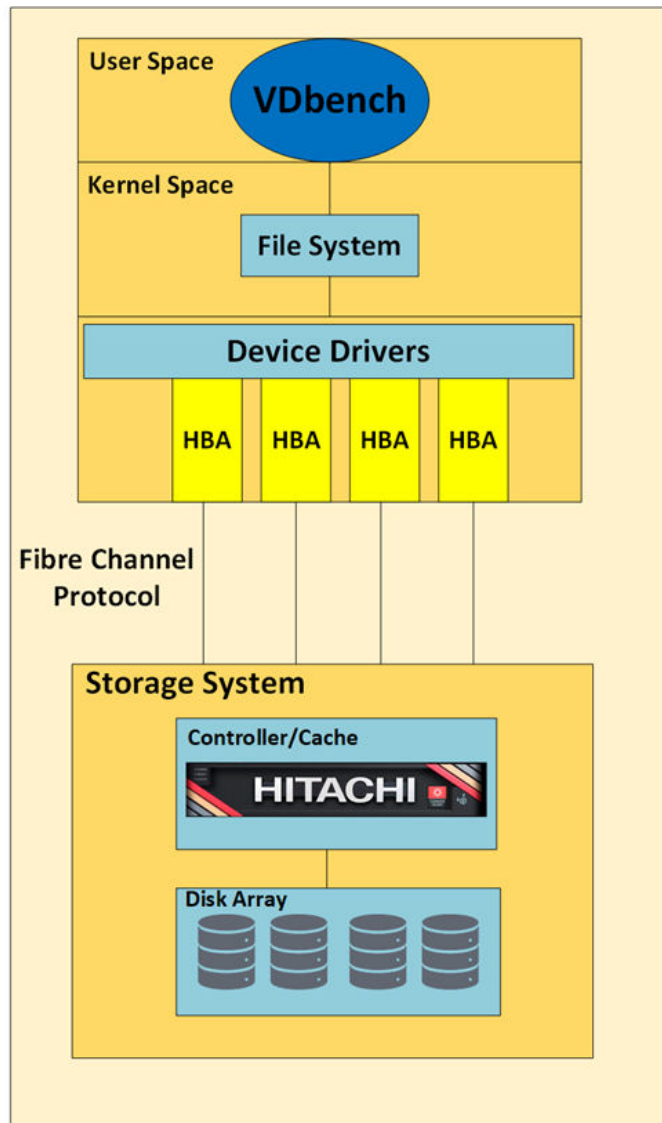 User Space
VDbench
Kernel Space
File System
Device Drivers
HBA HBA HBA HBA
Fibre Channel
Protocol
Storage System
Controller/Cache
HITACHI
Disk Array